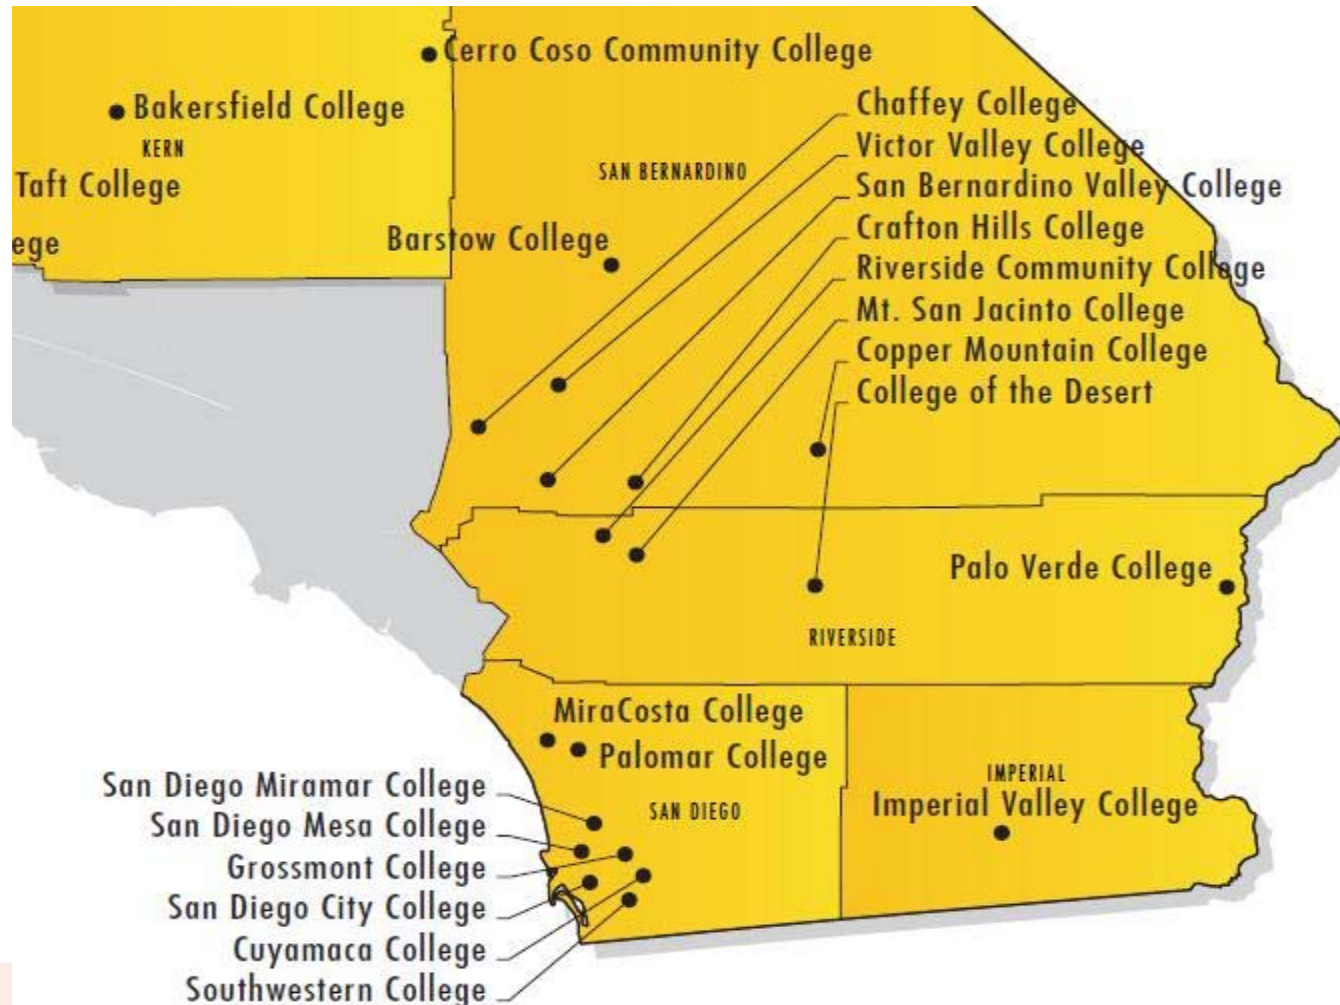 Cerro Coso Community College
Bakersfield College
KERN
Taft College
ege
SAN BERNARDINO
Barstow College
Chaffey College
Victor Valley College
San Bernardino Valley College
Crafton Hills College
Riverside Community College
Mt. San Jacinto College
Copper Mountain College
College of the Desert
Palo Verde College
RIVERSIDE
MiraCosta College
Palomar College
SAN DIEGO
IMPERIAL
Imperial Valley College
San Diego Miramar College
San Diego Mesa College
Grossmont College
San Diego City College
Cuyamaca College
Southwestern College